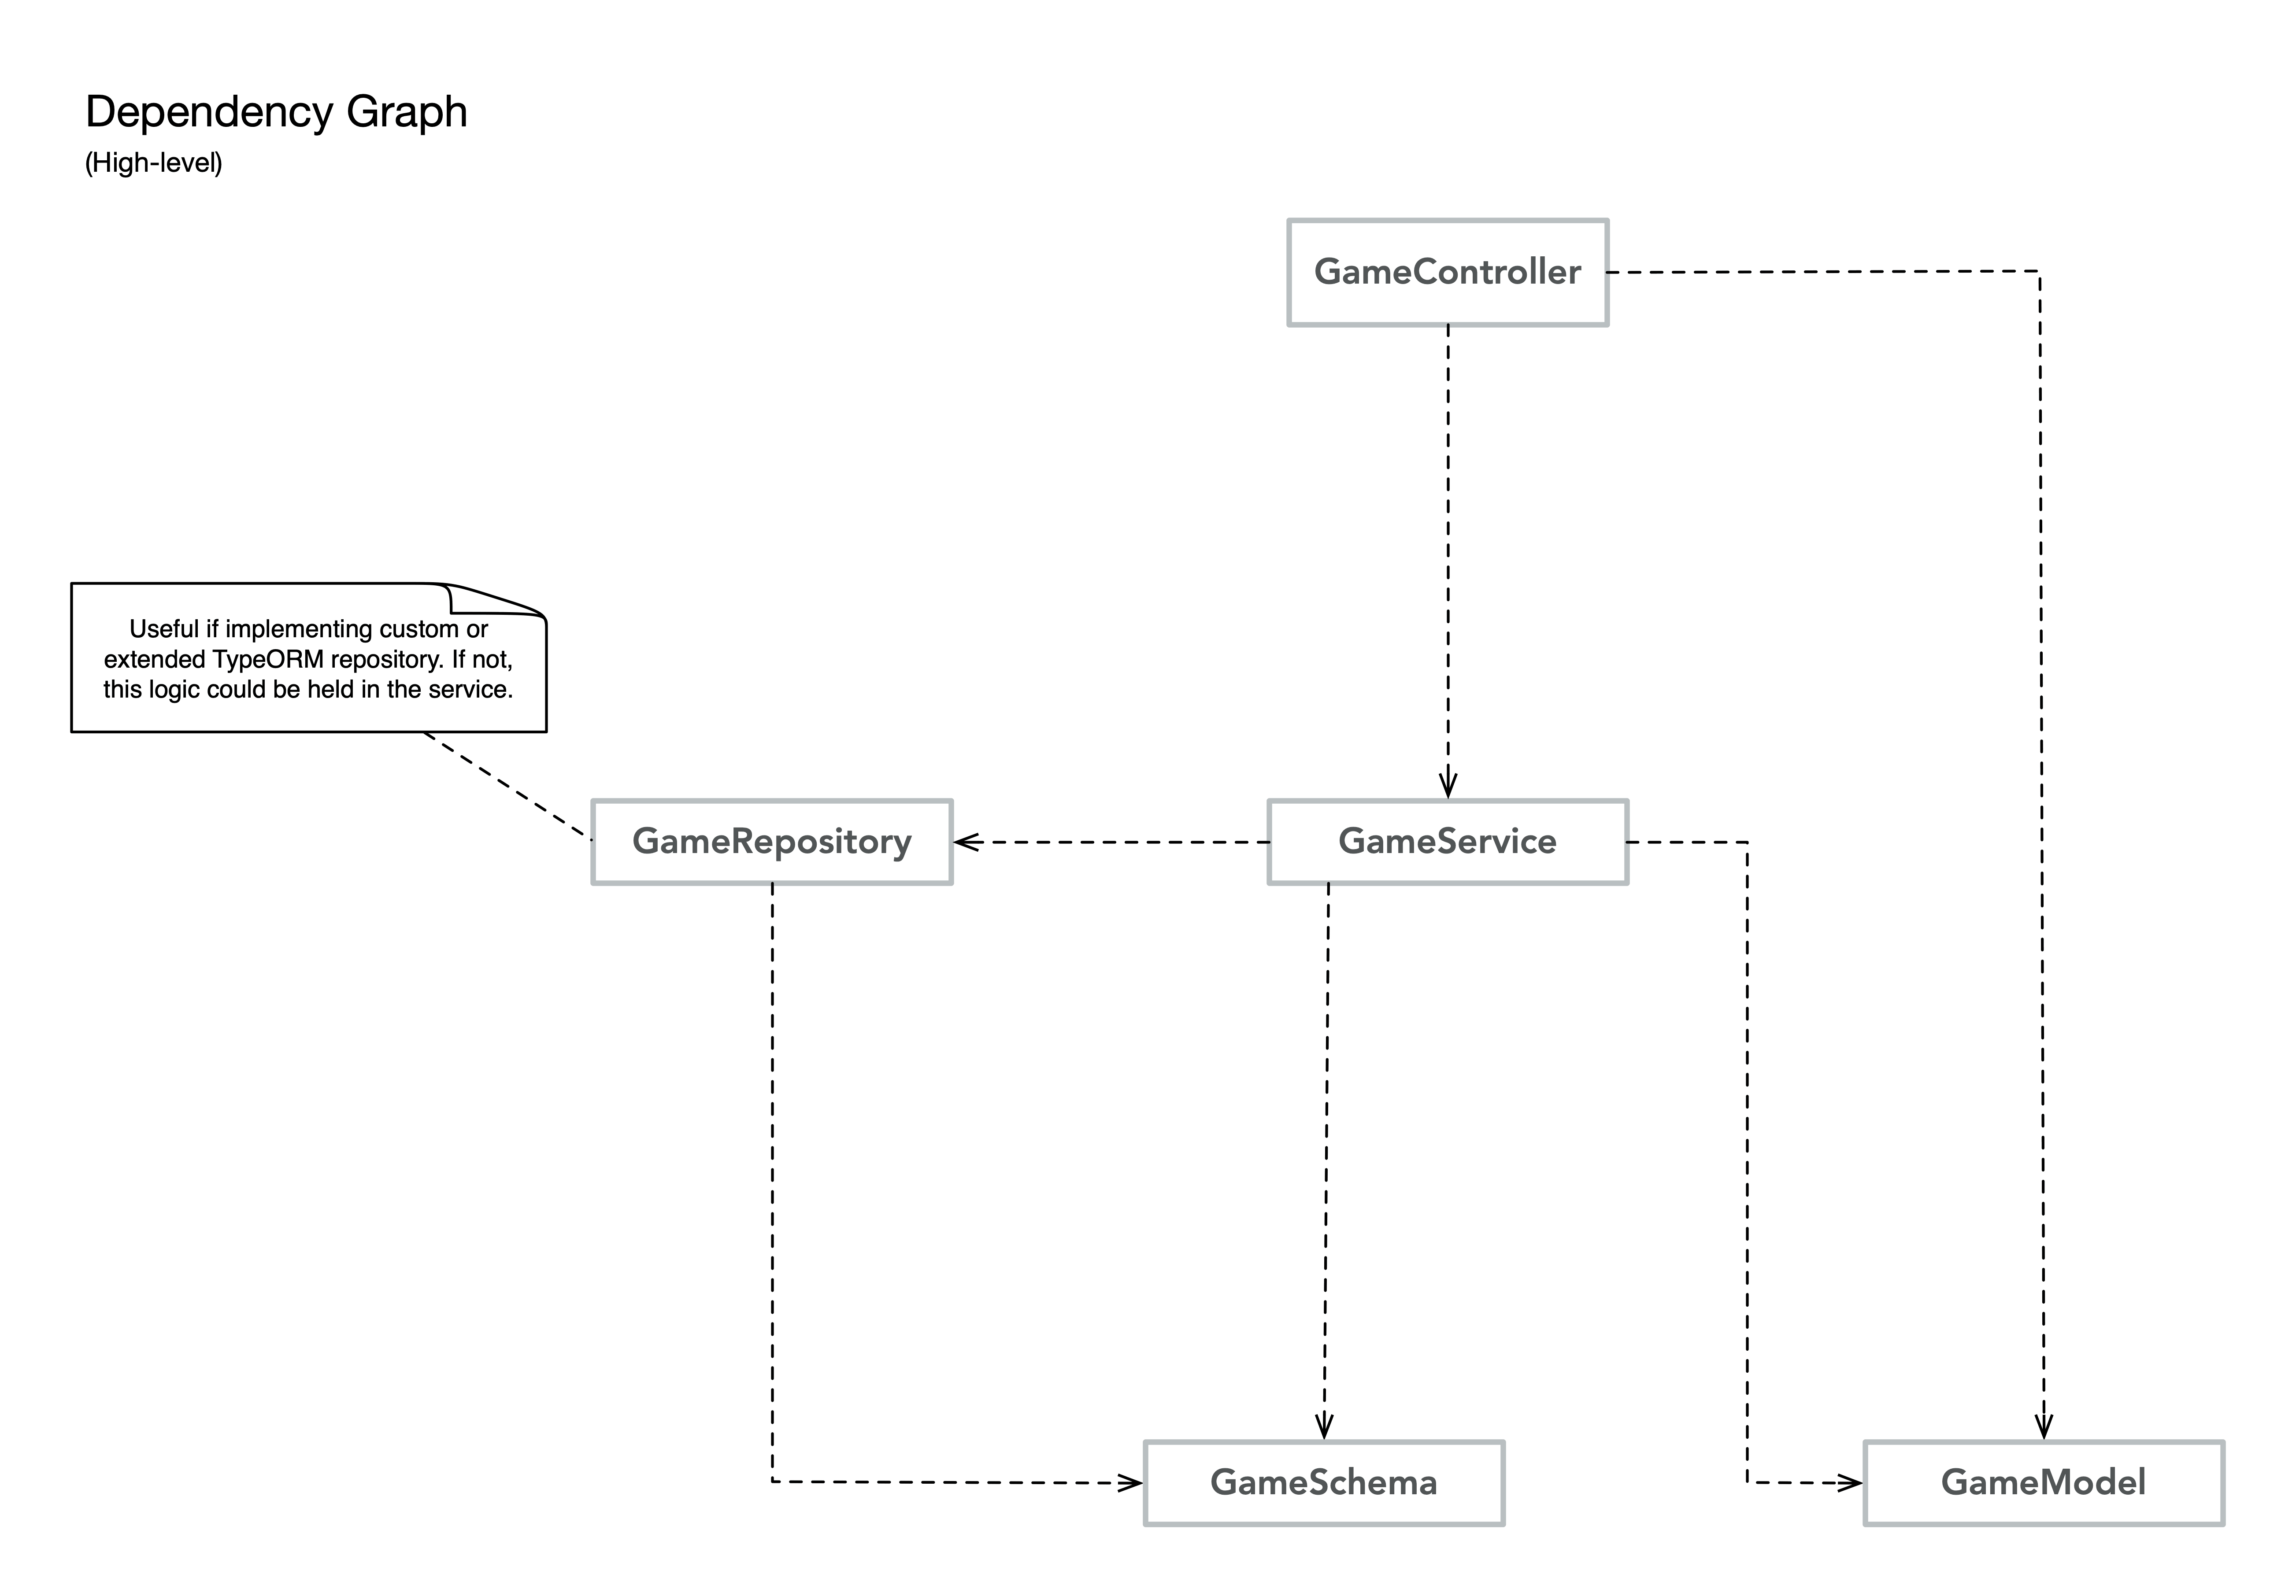 Dependency Graph
(High-level)
GameController
Useful if implementing custom or
extended TypeORM repository. If not,
this logic could be held in the service.
GameRepository
GameService
GameSchema
GameModel